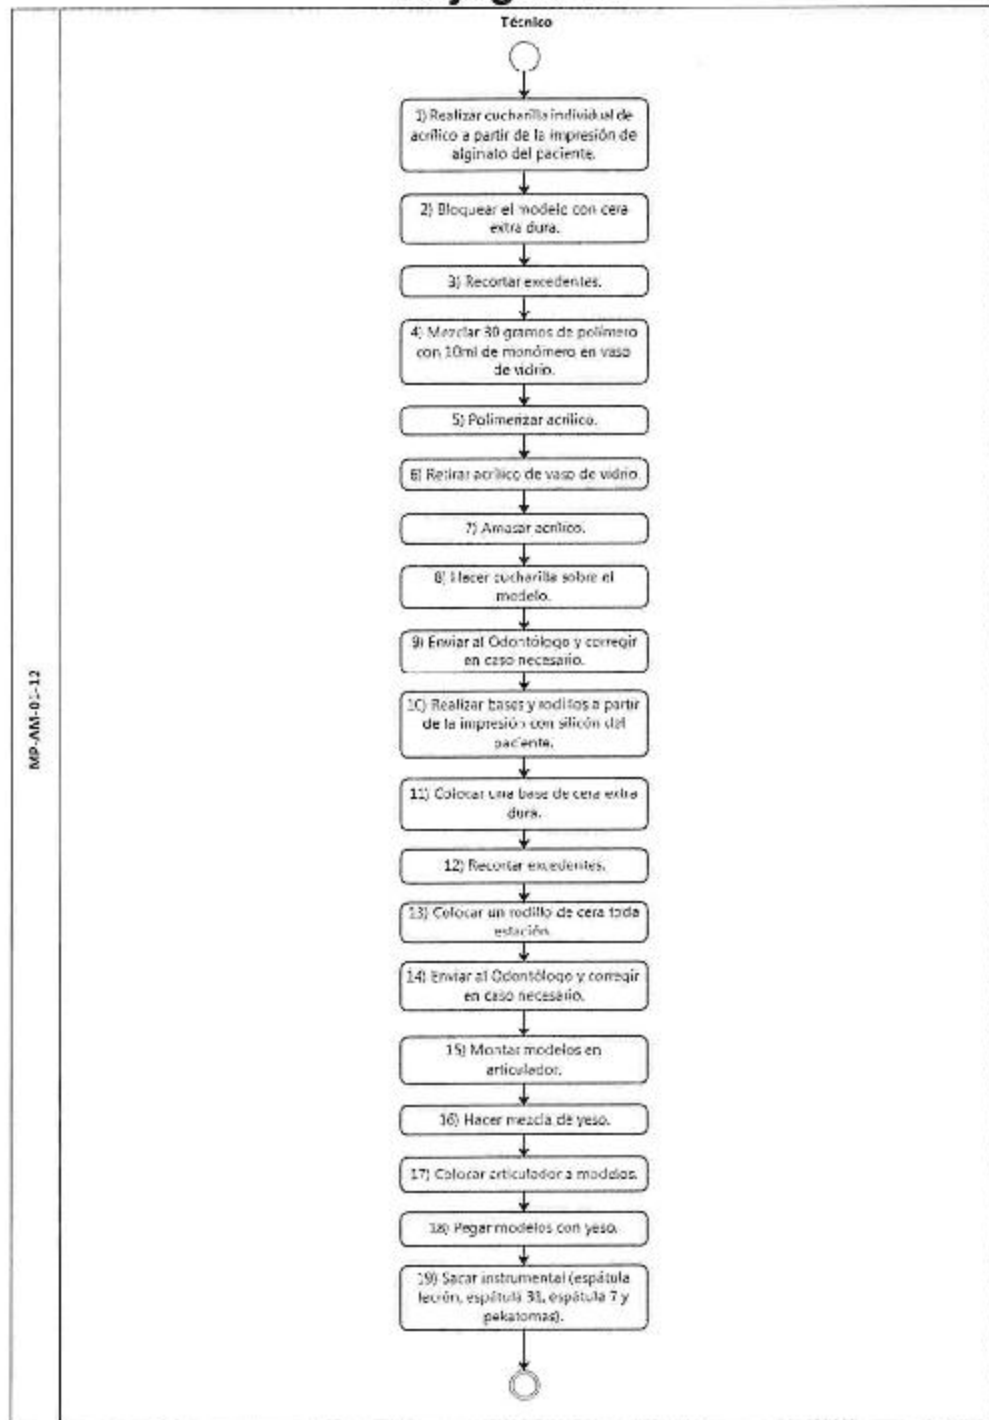 Técnico
1) Realizar cucharilla individual de
acrílico a partir de la impresión de
alginato del paciente.
2) Bloquear el modelo con cera
extra dura.
3) Recortar excedentes.
4) Mezclar 30 gramos de polímero
con 10ml de monómero en vaso
de vidrio.
5) Polimerizar acrílico.
6) Retirar acrílico de vaso de vidrio.
7) Amasar acrílico.
8) Hacer cucharilla sobre el
modelo.
9) Enviar al Odontólogo y corregir
en caso necesario.
10) Realizar bases y rodillos a partir
de la impresión con silicón del
paciente.
11) Colocar una base de cera extra
dura.
12) Recortar excedentes.
13) Colocar un rodillo de cera toda
estación.
14) Enviar al Odontólogo y corregir
en caso necesario.
15) Montar modelos en
articulador.
16) Hacer mezcla de yeso.
17) Colocar articulador a modelos.
18) Pegar modelos con yeso.
19) Sacar instrumental (espátula
lecrón, espátula 31, espátula 7 y
pekatomas).
MP-AM-01-12